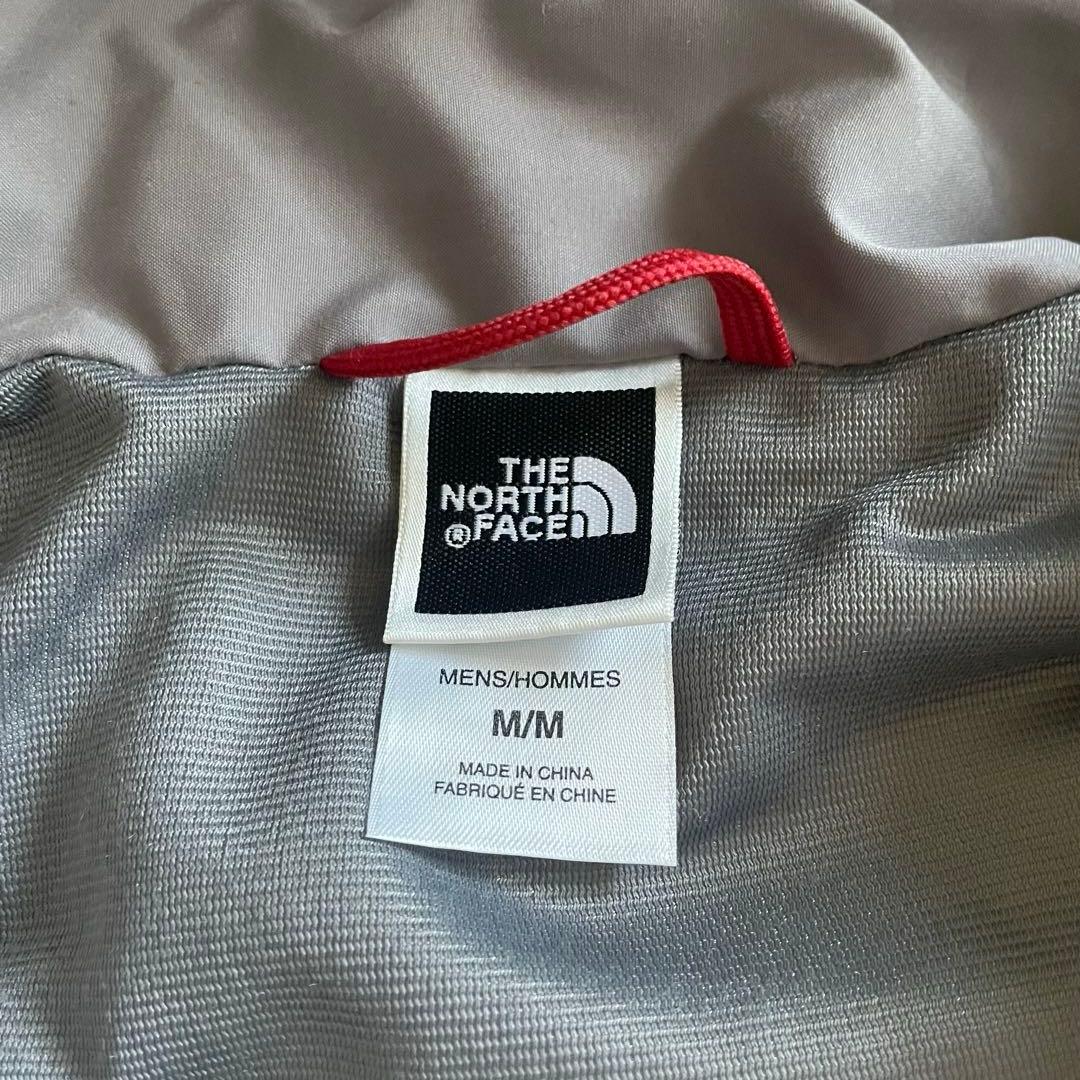 THE
NORTH
® FACE
MENS/HOMMES
M/M
MADE IN CHINA
FABRIQUÉ EN CHINE